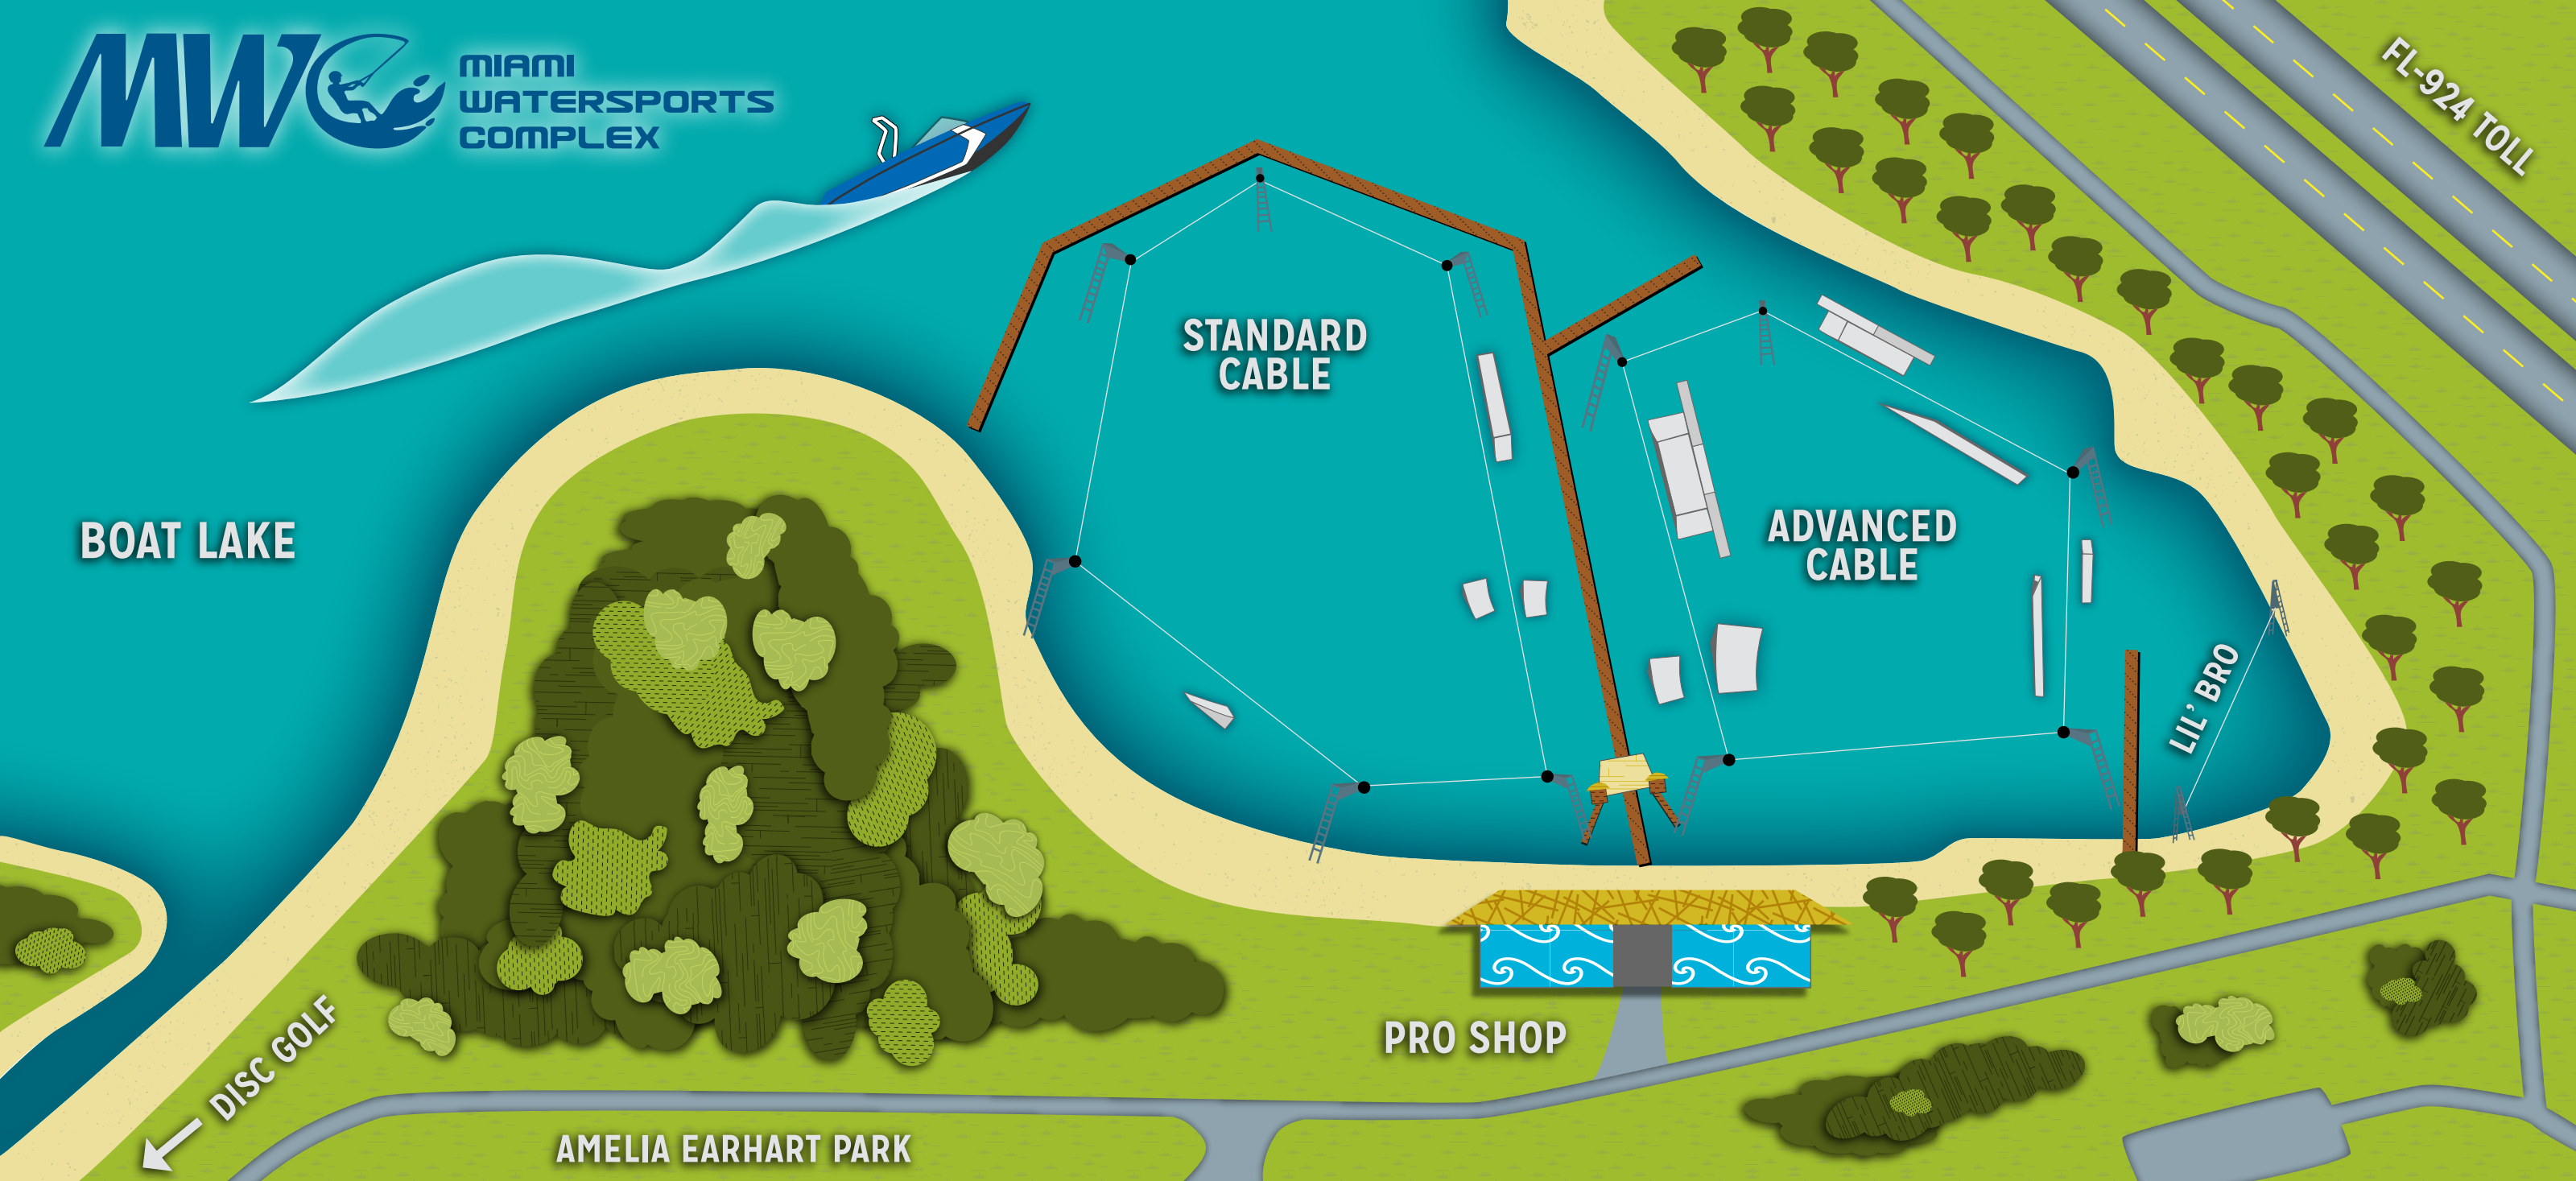 MWC
MIAMI
WATERSPORTS
COMPLEX
FL-924 TOLL
STANDARD
CABLE
BOAT LAKE
ADVANCED
CABLE
LIL' BRO
DISC GOLF
PRO SHOP
AMELIA EARHART PARK